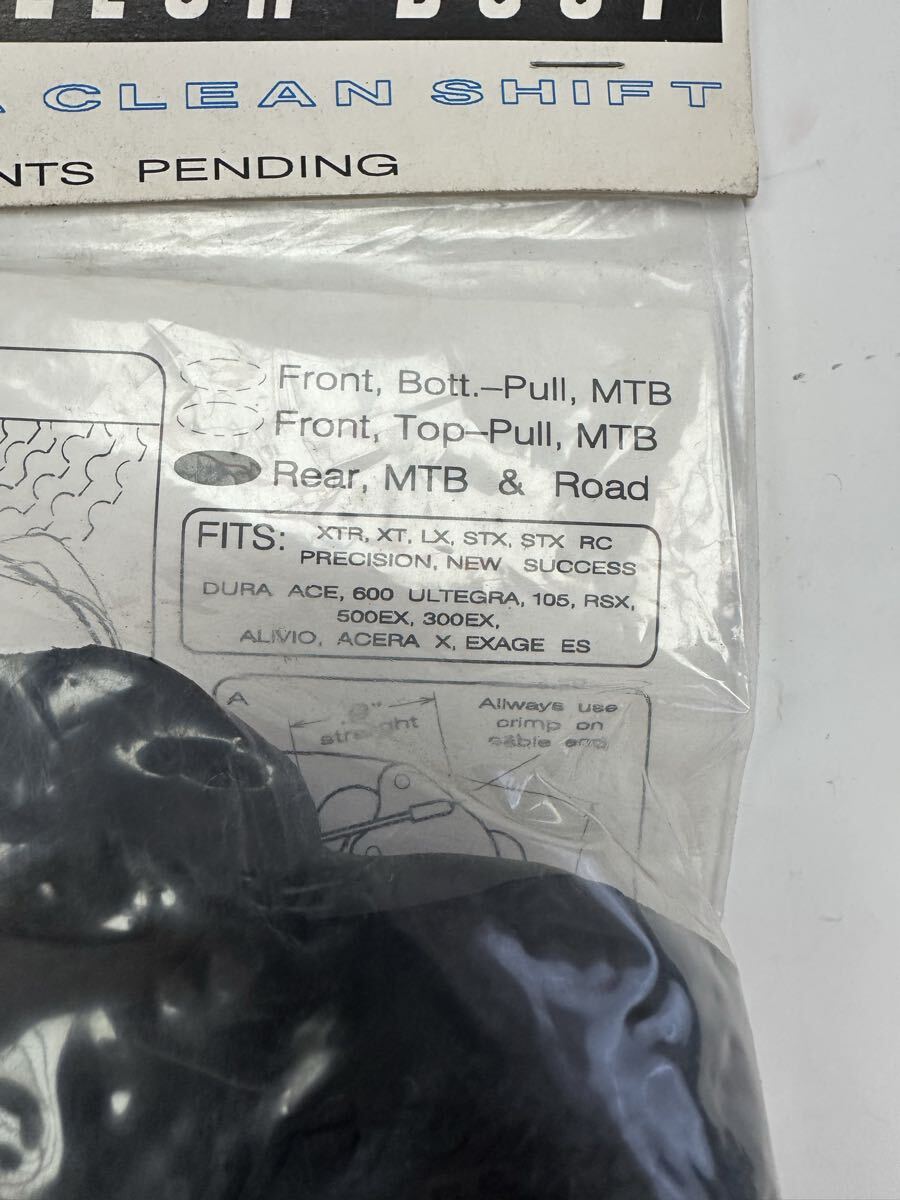 BOOT
A CLEAN SHIFT
NTS PENDING
Front, Bott.–Pull, MTB
Front, Top–Pull, MTB
Rear, MTB & Road
FITS: XTR, XT, LX, STX, STX RC
PRECISION, NEW SUCCESS
DURA ACE, 600 ULTEGRA, 105, RSX,
500EX, 300EX,
ALIVIO, ACERA X, EXAGE ES
A
.9"
straight
Allways use
crimp on
cable end